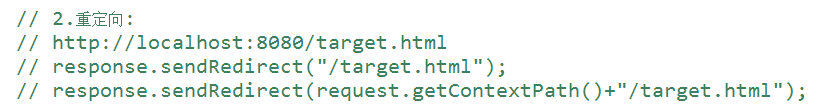 // 2.重定向:
// http://localhost:8080/target.html
// response.sendRedirect("/target.html");
// response.sendRedirect(request.getContextPath()+"/target.html");